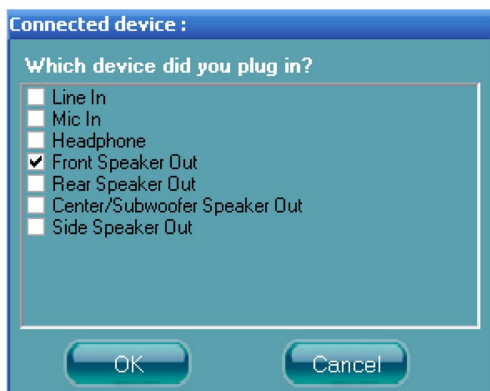 Connected device :
Which device did you plug in?
Line In
Mic In
Headphone
Front Speaker Out
Rear Speaker Out
Center/Subwoofer Speaker Out
Side Speaker Out
OK
Cancel